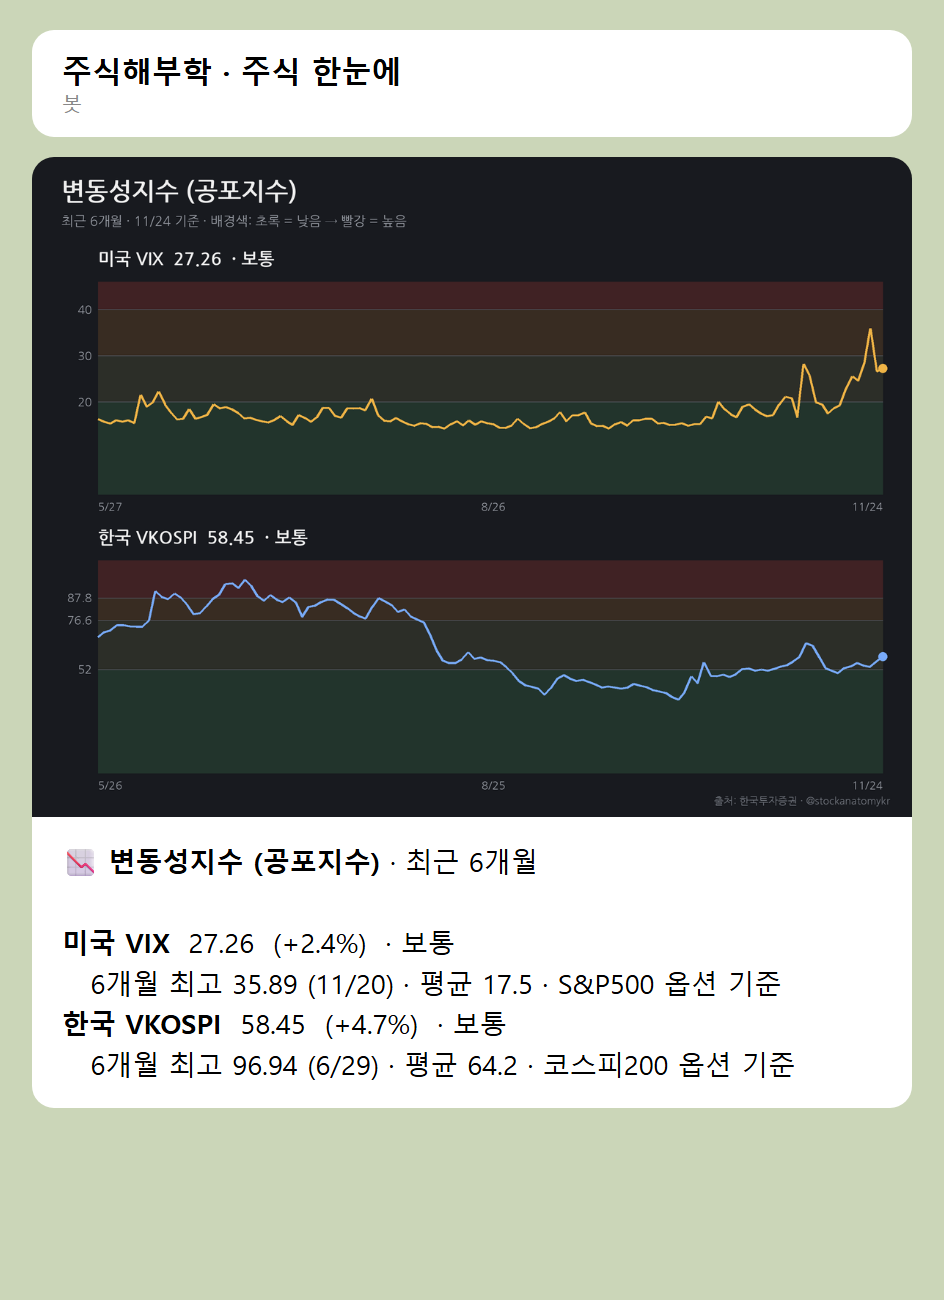 주식해부학 · 주식 한눈에
봇
변동성지수 (공포지수)
최근 6개월 · 11/24 기준 · 배경색: 초록 = 낮음 → 빨강 = 높음
미국 VIX 27.26 · 보통
40
30
20
5/27 8/26 11/24
한국 VKOSPI 58.45 · 보통
87.8
76.6
52
5/26 8/25 11/24
출처: 한국투자증권 · @stockanatomykr
변동성지수 (공포지수) · 최근 6개월
미국 VIX 27.26 (+2.4%) · 보통
6개월 최고 35.89 (11/20) · 평균 17.5 · S&P500 옵션 기준
한국 VKOSPI 58.45 (+4.7%) · 보통
6개월 최고 96.94 (6/29) · 평균 64.2 · 코스피200 옵션 기준